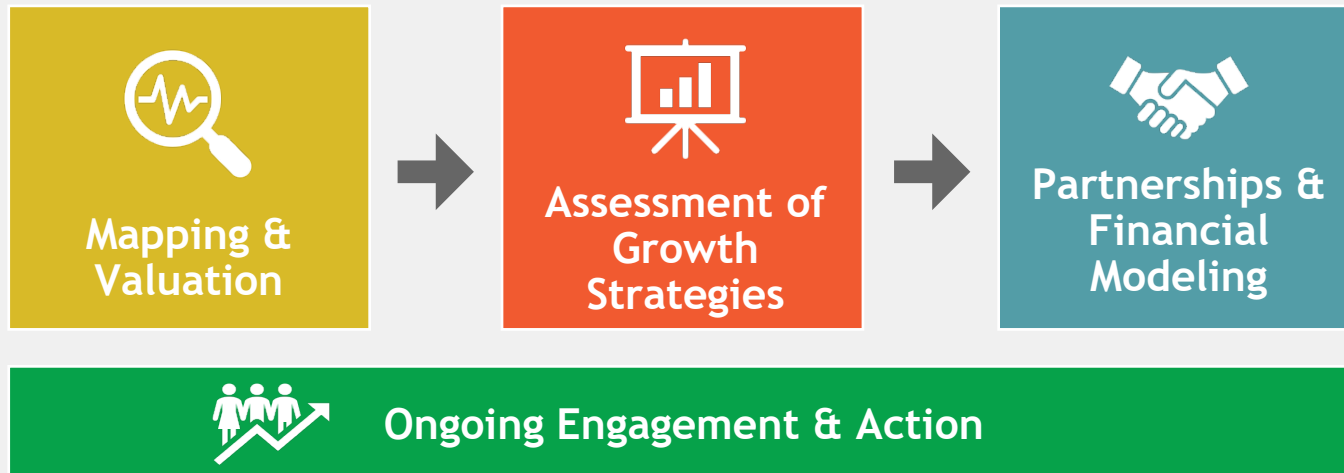 Mapping &
Valuation
Assessment of
Growth
Strategies
Partnerships &
Financial
Modeling
Ongoing Engagement & Action